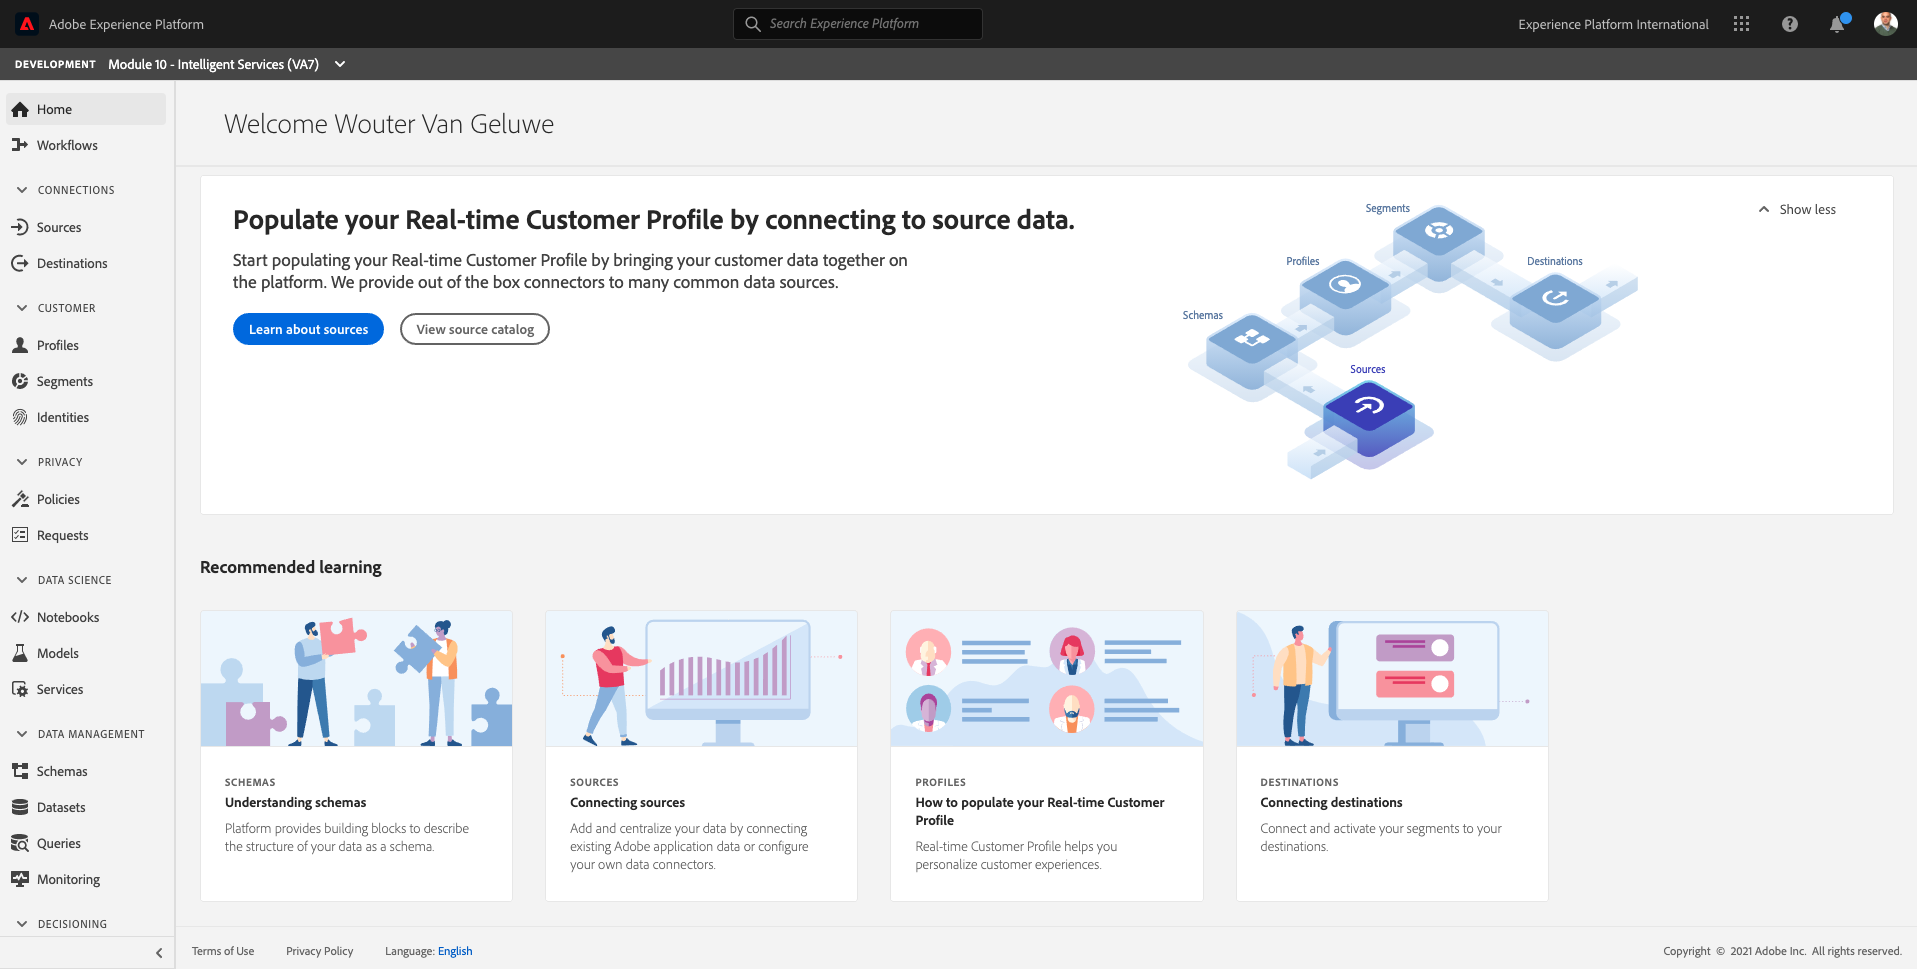 Adobe Experience Platform
Search Experience Platform
Experience Platform International
DEVELOPMENT Module 10 - Intelligent Services (VA7)
Home
Workflows
CONNECTIONS
Sources
Destinations
CUSTOMER
Profiles
Segments
Identities
PRIVACY
Policies
Requests
DATA SCIENCE
Notebooks
Models
Services
DATA MANAGEMENT
Schemas
Datasets
Queries
Monitoring
DECISIONING
Welcome Wouter Van Geluwe
Populate your Real-time Customer Profile by connecting to source data.
Start populating your Real-time Customer Profile by bringing your customer data together on
the platform. We provide out of the box connectors to many common data sources.
Learn about sources
View source catalog
Segments
Profiles
Destinations
Schemas
Sources
Show less
Recommended learning
SCHEMAS
Understanding schemas
Platform provides building blocks to describe
the structure of your data as a schema.
SOURCES
Connecting sources
Add and centralize your data by connecting
existing Adobe application data or configure
your own data connectors.
PROFILES
How to populate your Real-time Customer
Profile
Real-time Customer Profile helps you
personalize customer experiences.
DESTINATIONS
Connecting destinations
Connect and activate your segments to your
destinations.
Terms of Use
Privacy Policy
Language: English
Copyright © 2021 Adobe Inc. All rights reserved.